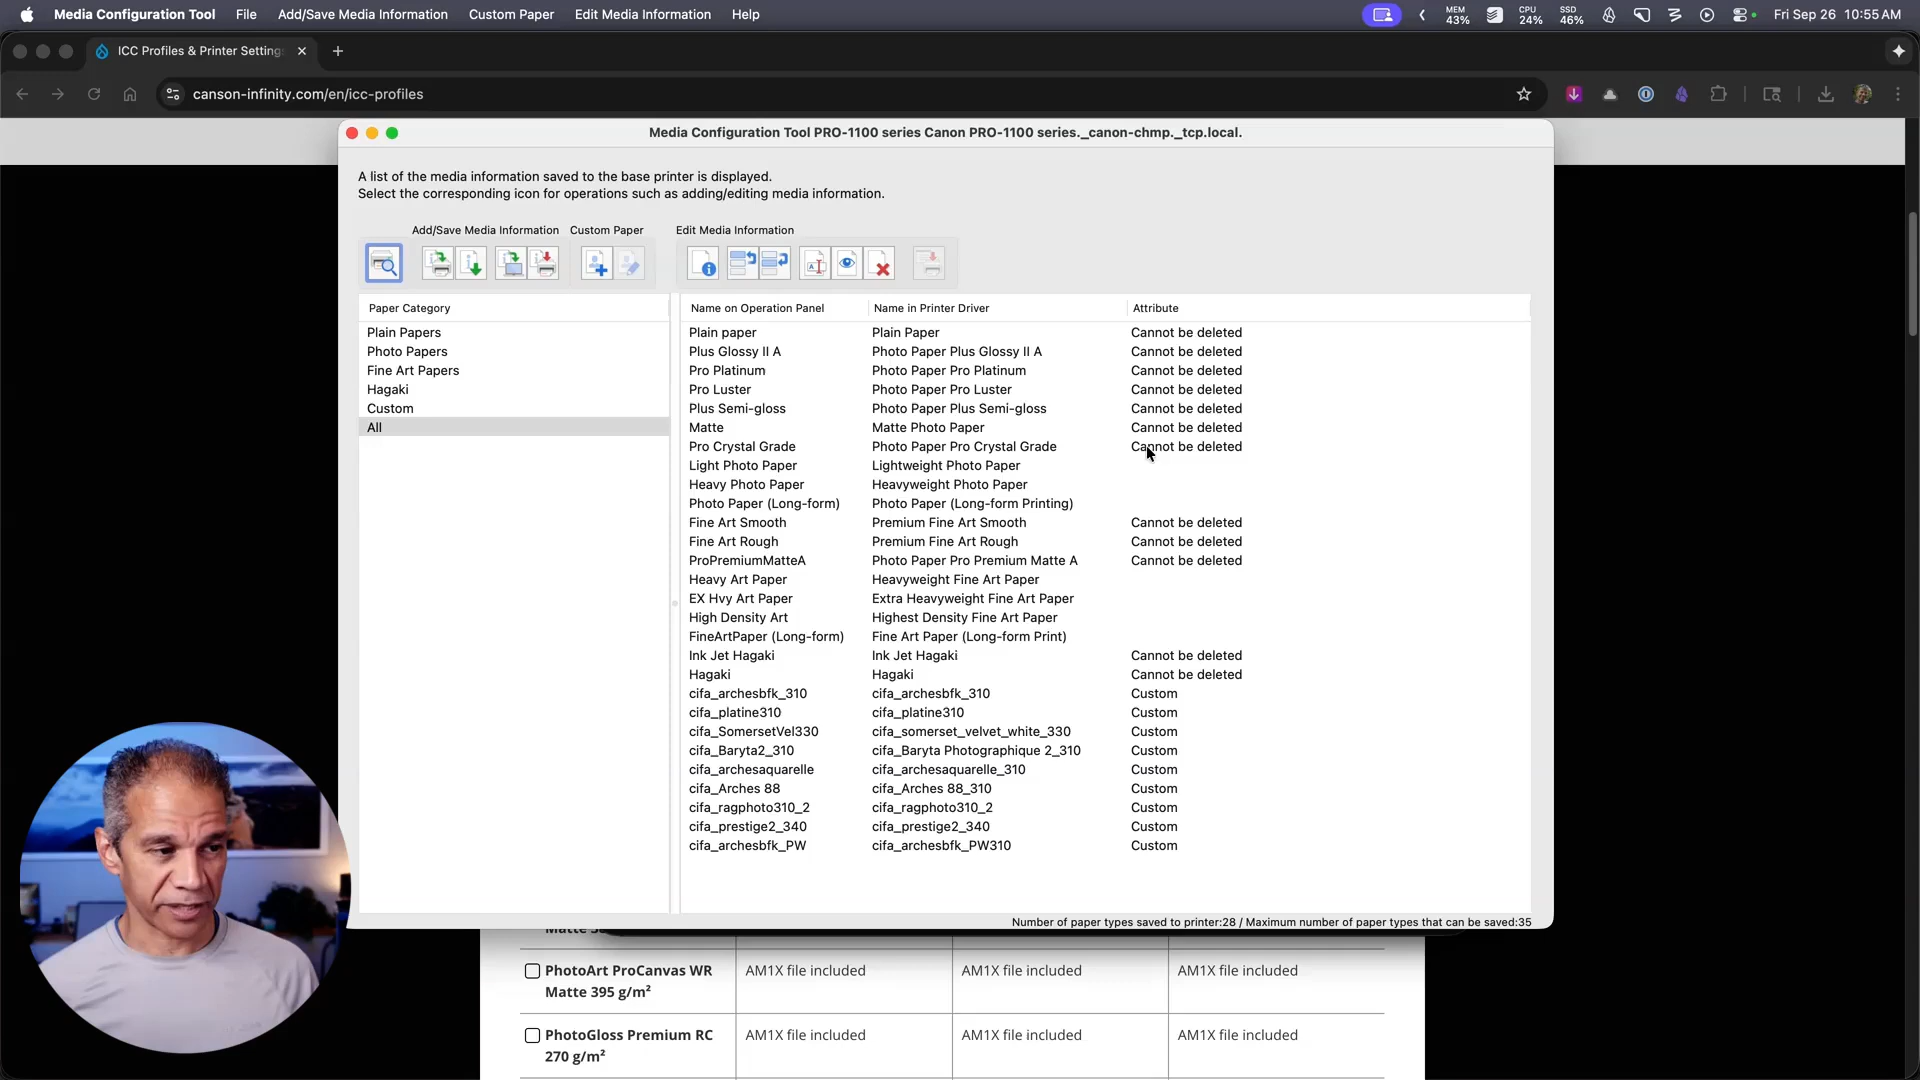 Media Configuration Tool File Add/Save Media Information Custom Paper Edit Media Information Help MEM 43% CPU 24% SSD 46% Fri Sep 26 10:55 AM
ICC Profiles & Printer Setting
canson-infinity.com/en/icc-profiles
Media Configuration Tool PRO-1100 series Canon PRO-1100 series._canon-chmp._tcp.local.
A list of the media information saved to the base printer is displayed.
Select the corresponding icon for operations such as adding/editing media information.
Add/Save Media Information Custom Paper Edit Media Information
Paper Category
Plain Papers
Photo Papers
Fine Art Papers
Hagaki
Custom
All
Name on Operation Panel Name in Printer Driver Attribute
Plain paper Plain Paper Cannot be deleted
Plus Glossy II A Photo Paper Plus Glossy II A Cannot be deleted
Pro Platinum Photo Paper Pro Platinum Cannot be deleted
Pro Luster Photo Paper Pro Luster Cannot be deleted
Plus Semi-gloss Photo Paper Plus Semi-gloss Cannot be deleted
Matte Matte Photo Paper Cannot be deleted
Pro Crystal Grade Photo Paper Pro Crystal Grade Cannot be deleted
Light Photo Paper Lightweight Photo Paper
Heavy Photo Paper Heavyweight Photo Paper
Photo Paper (Long-form) Photo Paper (Long-form Printing)
Fine Art Smooth Premium Fine Art Smooth Cannot be deleted
Fine Art Rough Premium Fine Art Rough Cannot be deleted
ProPremiumMatteA Photo Paper Pro Premium Matte A Cannot be deleted
Heavy Art Paper Heavyweight Fine Art Paper
EX Hvy Art Paper Extra Heavyweight Fine Art Paper
High Density Art Highest Density Fine Art Paper
FineArtPaper (Long-form) Fine Art Paper (Long-form Print)
Ink Jet Hagaki Ink Jet Hagaki Cannot be deleted
Hagaki Hagaki Cannot be deleted
cifa_archesbfk_310 cifa_archesbfk_310 Custom
cifa_platine310 cifa_platine310 Custom
cifa_SomersetVel330 cifa_somerset_velvet_white_330 Custom
cifa_Baryta2_310 cifa_Baryta Photographique 2_310 Custom
cifa_archesaquarelle cifa_archesaquarelle_310 Custom
cifa_Arches 88 cifa_Arches 88_310 Custom
cifa_ragphoto310_2 cifa_ragphoto310_2 Custom
cifa_prestige2_340 cifa_prestige2_340 Custom
cifa_archesbfk_PW cifa_archesbfk_PW310 Custom
Number of paper types saved to printer:28 / Maximum number of paper types that can be saved:35
Matte
PhotoArt ProCanvas WR AM1X file included AM1X file included AM1X file included
Matte 395 g/m²
PhotoGloss Premium RC AM1X file included AM1X file included AM1X file included
270 g/m²